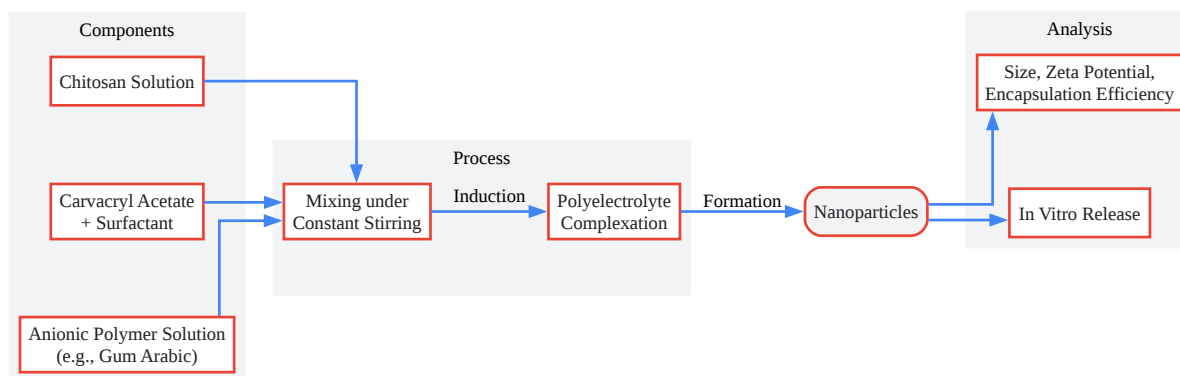 Components
Chitosan Solution
Carvacryl Acetate
+ Surfactant
Anionic Polymer Solution
(e.g., Gum Arabic)
Process
Mixing under
Constant Stirring
Induction
Polyelectrolyte
Complexation
Formation
Nanoparticles
Analysis
Size, Zeta Potential,
Encapsulation Efficiency
In Vitro Release